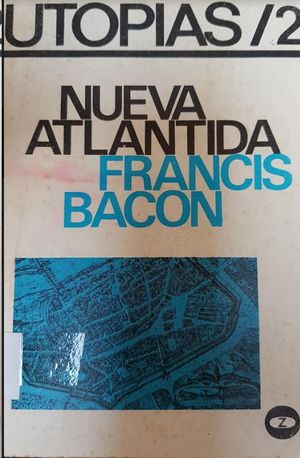 UTOPIAS/2
NUEVA
ATLANTIDA
FRANCIS
BACON
Z